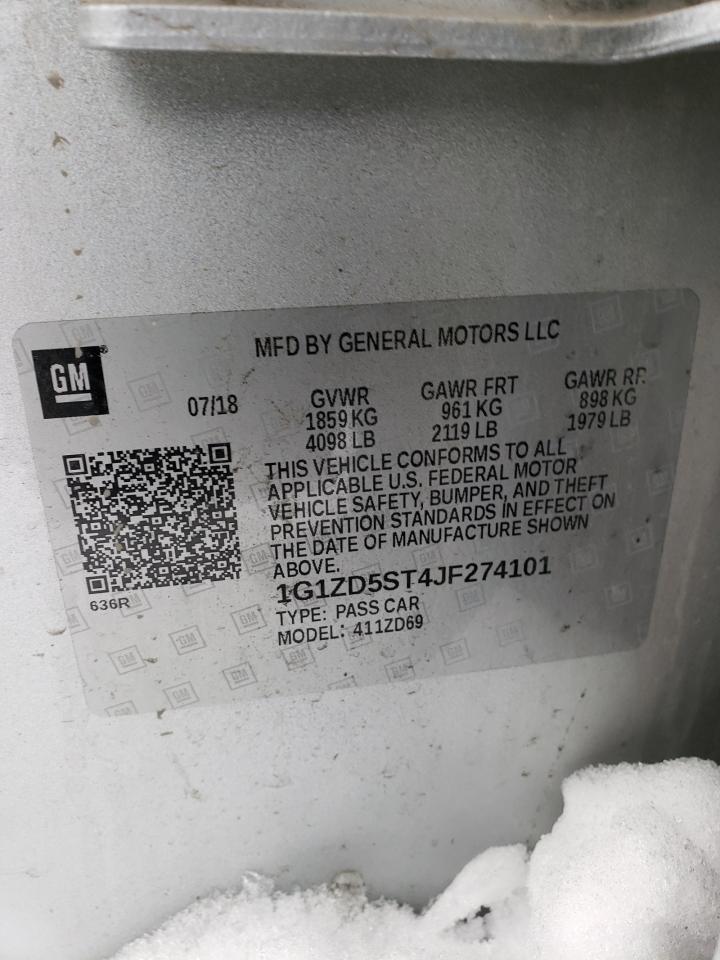 GM
MFD BY GENERAL MOTORS LLC
07/18
GVWR GAWR FRT GAWR RR
1859 KG 961 KG 898 KG
4098 LB 2119 LB 1979 LB
THIS VEHICLE CONFORMS TO ALL
APPLICABLE U.S. FEDERAL MOTOR
VEHICLE SAFETY, BUMPER, AND THEFT
PREVENTION STANDARDS IN EFFECT ON
THE DATE OF MANUFACTURE SHOWN
ABOVE.
1G1ZD5ST4JF274101
636R
TYPE: PASS CAR
MODEL: 411ZD69